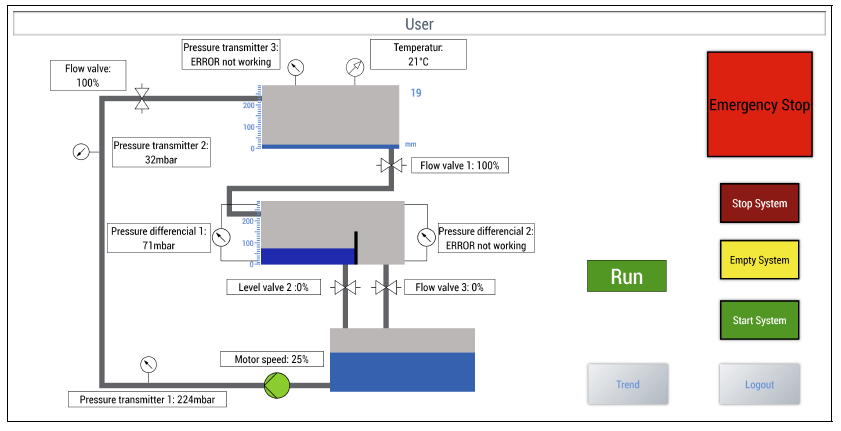 User
Pressure transmitter 3:
ERROR not working
Temperatur:
21°C
Flow valve:
100%
19
200
100
0
mm
Emergency Stop
Pressure transmitter 2:
32mbar
Flow valve 1: 100%
Stop System
200
100
0
Pressure differencial 1:
71mbar
Pressure differencial 2:
ERROR not working
Empty System
Run
Level valve 2 :0%
Flow valve 3: 0%
Start System
Motor speed: 25%
Pressure transmitter 1: 224mbar
Trend
Logout